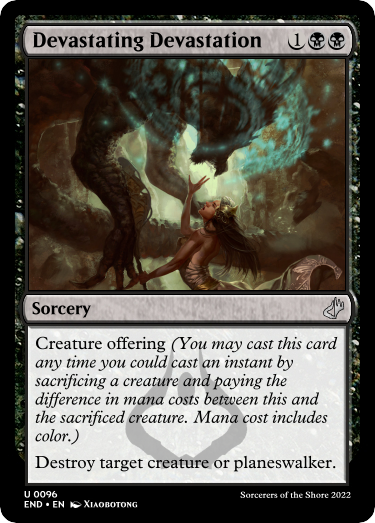 Devastating Devastation 1
Sorcery
Creature offering (You may cast this card
any time you could cast an instant by
sacrificing a creature and paying the
difference in mana costs between this and
the sacrificed creature. Mana cost includes
color.)
Destroy target creature or planeswalker.
U 0096
END • EN XIAOBOTONG
Sorcerers of the Shore 2022